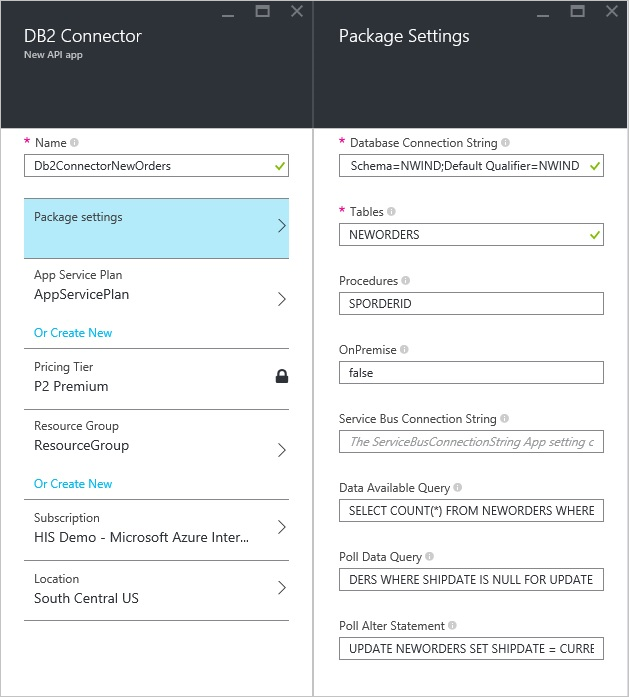 DB2 Connector
New API app
* Name
Db2ConnectorNewOrders
Package settings
App Service Plan
AppServicePlan
Or Create New
Pricing Tier
P2 Premium
Resource Group
ResourceGroup
Or Create New
Subscription
HIS Demo - Microsoft Azure Inter...
Location
South Central US
Package Settings
* Database Connection String
Schema=NWIND;Default Qualifier=NWIND
* Tables
NEWORDERS
Procedures
SPORDERID
OnPremise
false
Service Bus Connection String
The ServiceBusConnectionString App setting c
Data Available Query
SELECT COUNT(*) FROM NEWORDERS WHERE
Poll Data Query
DERS WHERE SHIPDATE IS NULL FOR UPDATE
Poll Alter Statement
UPDATE NEWORDERS SET SHIPDATE = CURRE